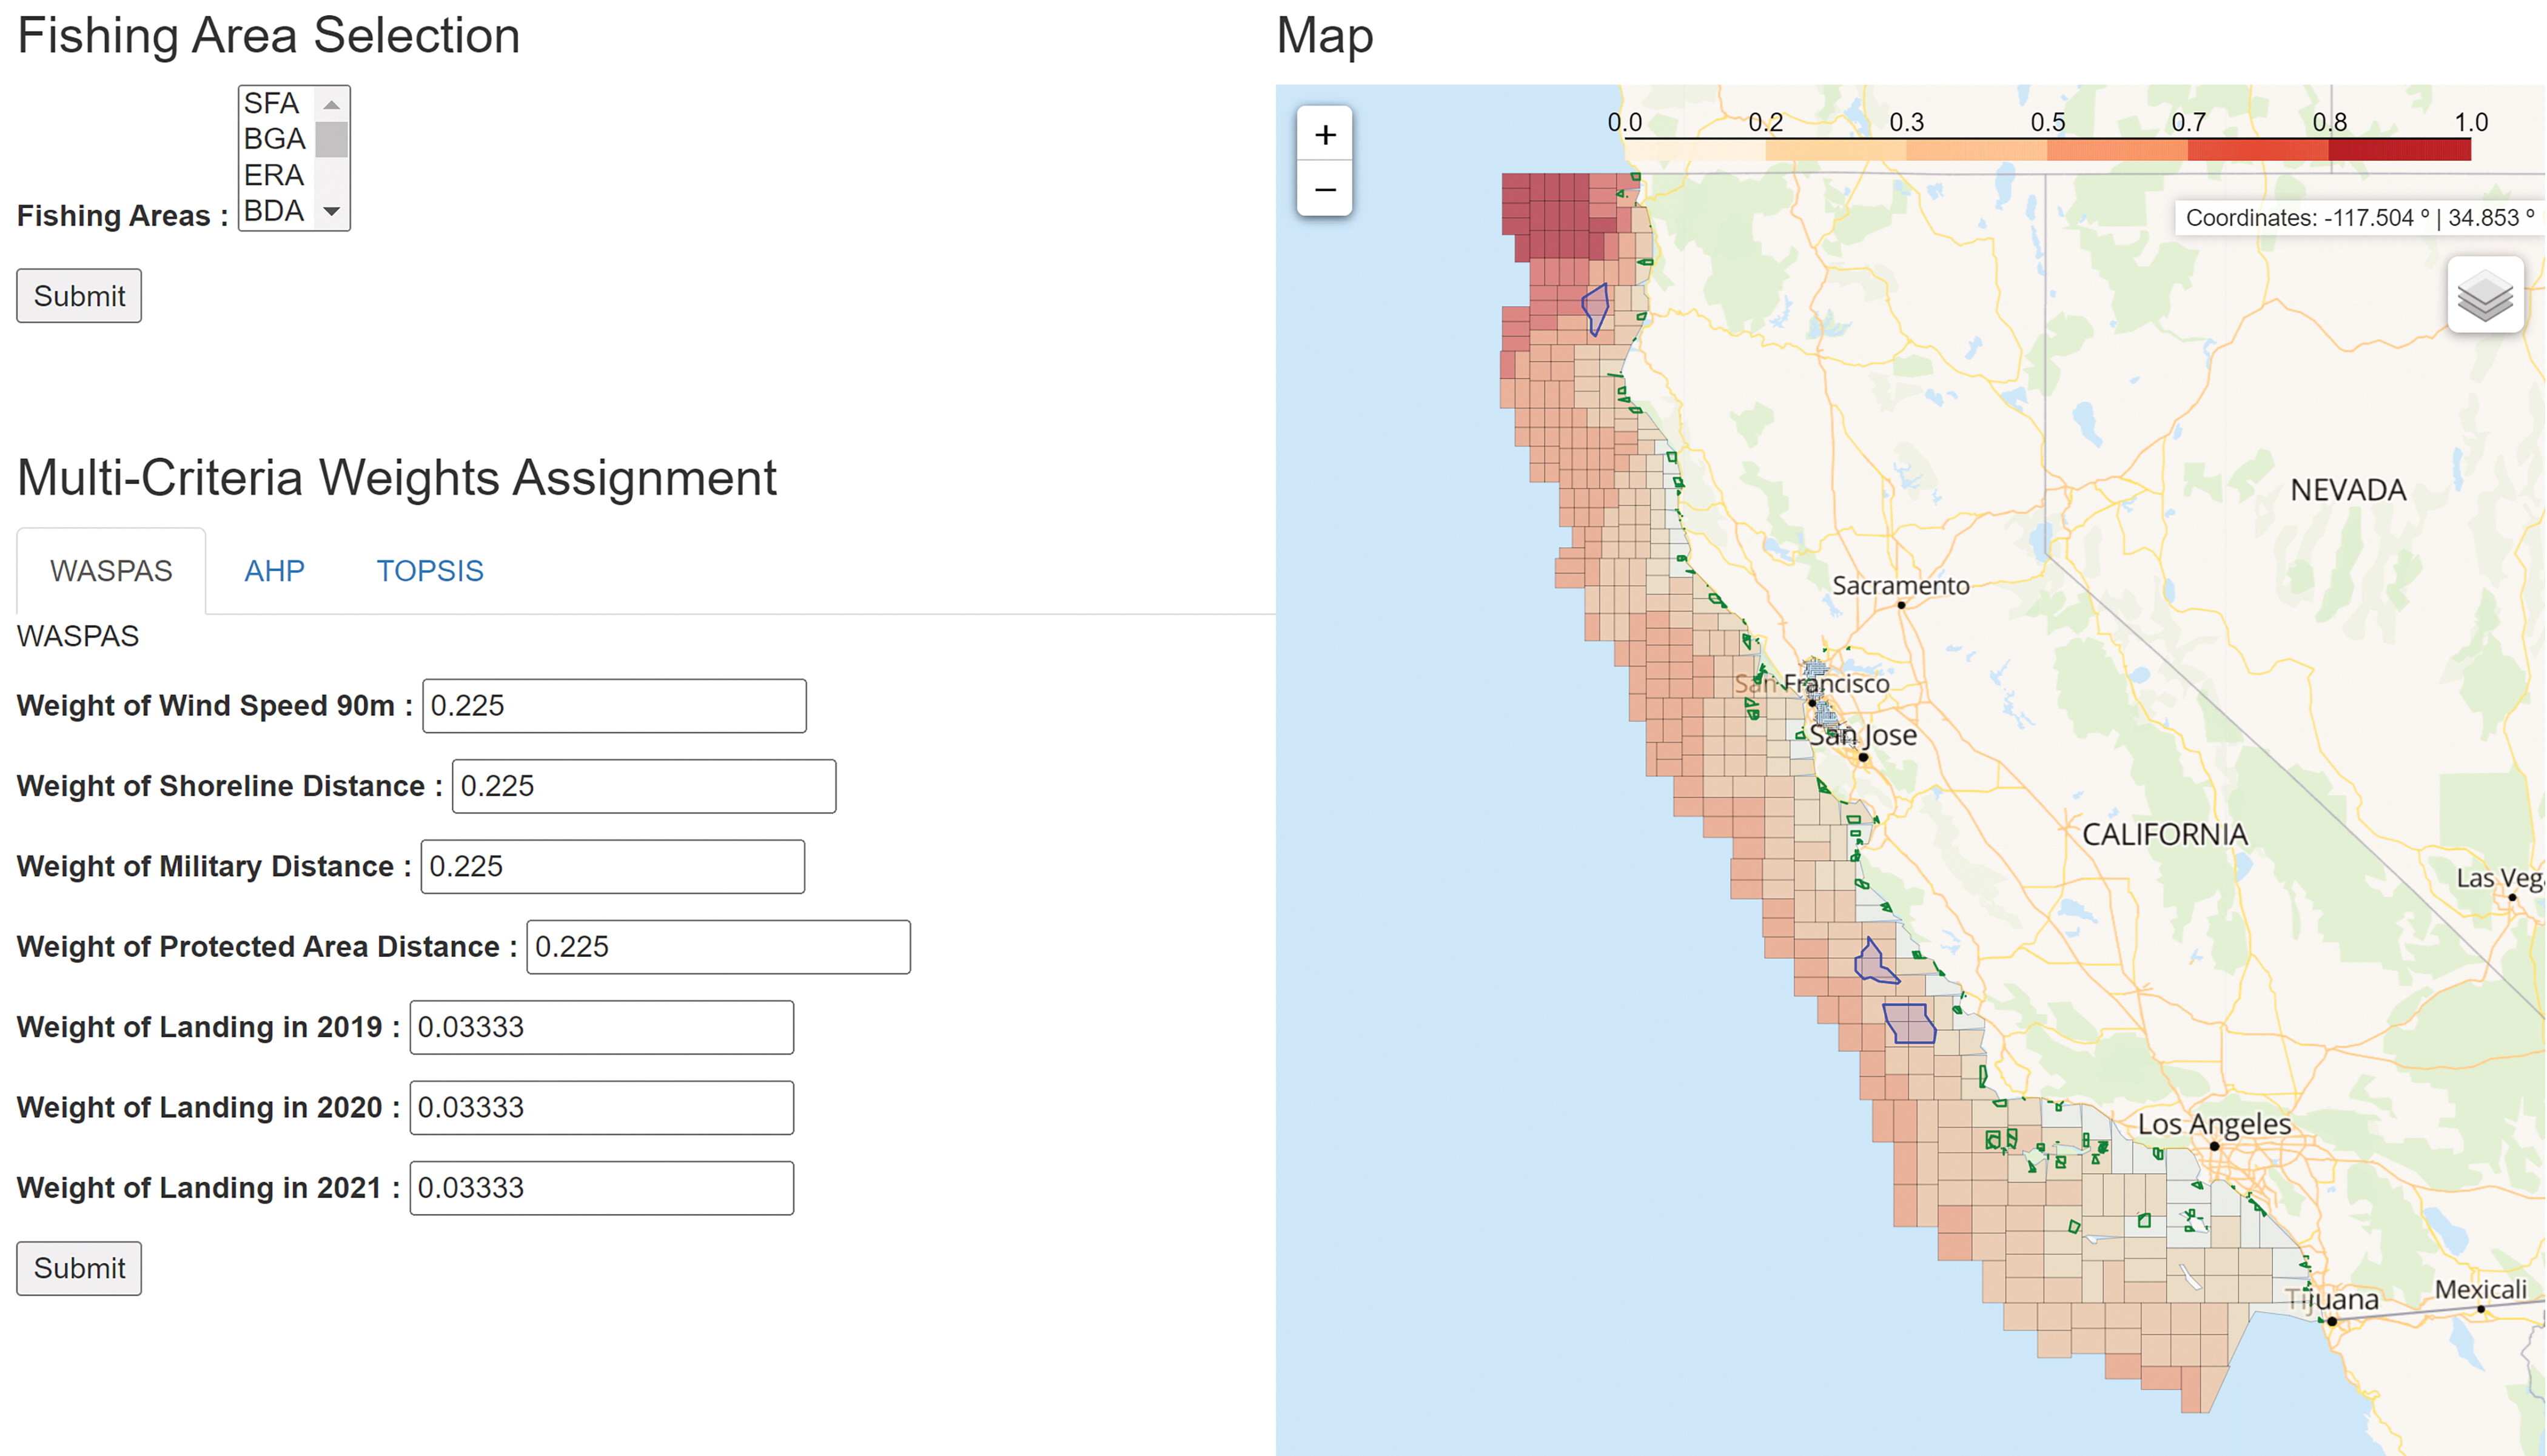 Fishing Area Selection
SFA
BGA
ERA
BDA
Fishing Areas :
Submit
Multi-Criteria Weights Assignment
WASPAS AHP TOPSIS
WASPAS
Weight of Wind Speed 90m : 0.225
Weight of Shoreline Distance : 0.225
Weight of Military Distance : 0.225
Weight of Protected Area Distance : 0.225
Weight of Landing in 2019 : 0.03333
Weight of Landing in 2020 : 0.03333
Weight of Landing in 2021 : 0.03333
Submit
Map
+
−
0.0 0.2 0.3 0.5 0.7 0.8 1.0
Coordinates: -117.504 º | 34.853 º
NEVADA
Sacramento
San Francisco
San Jose
CALIFORNIA
Las Veg
Los Angeles
Mexicali
Tijuana